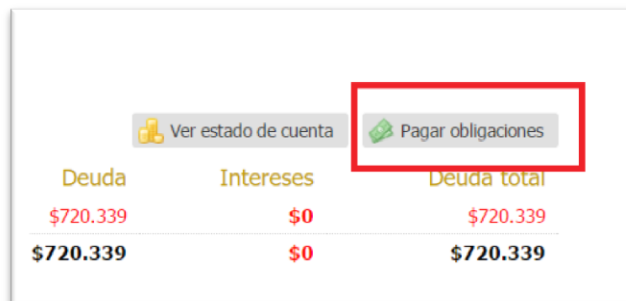 Ver estado de cuenta Pagar obligaciones
Deuda Intereses Deuda total
$720.339 $0 $720.339
$720.339 $0 $720.339